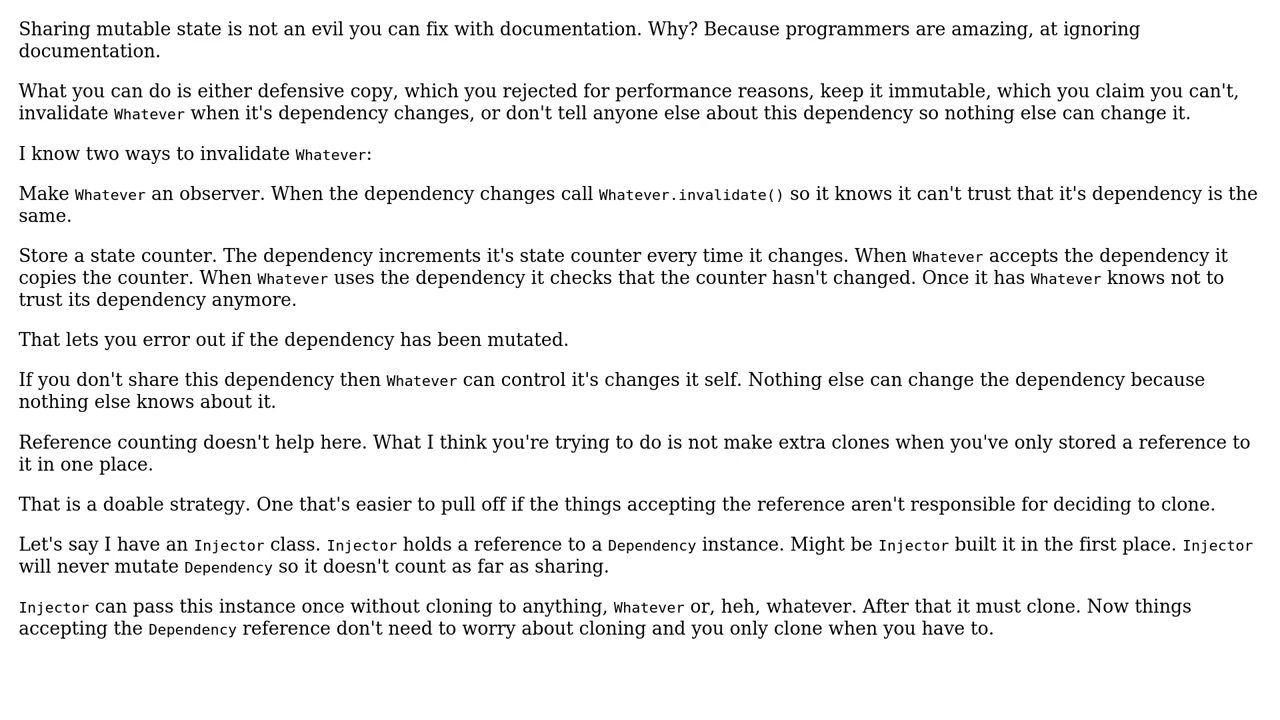 Sharing mutable state is not an evil you can fix with documentation. Why? Because programmers are amazing, at ignoring
documentation.
What you can do is either defensive copy, which you rejected for performance reasons, keep it immutable, which you claim you can't,
invalidate Whatever when it's dependency changes, or don't tell anyone else about this dependency so nothing else can change it.
I know two ways to invalidate Whatever:
Make Whatever an observer. When the dependency changes call Whatever.invalidate() so it knows it can't trust that it's dependency is the
same.
Store a state counter. The dependency increments it's state counter every time it changes. When Whatever accepts the dependency it
copies the counter. When Whatever uses the dependency it checks that the counter hasn't changed. Once it has Whatever knows not to
trust its dependency anymore.
That lets you error out if the dependency has been mutated.
If you don't share this dependency then Whatever can control it's changes it self. Nothing else can change the dependency because
nothing else knows about it.
Reference counting doesn't help here. What I think you're trying to do is not make extra clones when you've only stored a reference to
it in one place.
That is a doable strategy. One that's easier to pull off if the things accepting the reference aren't responsible for deciding to clone.
Let's say I have an Injector class. Injector holds a reference to a Dependency instance. Might be Injector built it in the first place. Injector
will never mutate Dependency so it doesn't count as far as sharing.
Injector can pass this instance once without cloning to anything, Whatever or, heh, whatever. After that it must clone. Now things
accepting the Dependency reference don't need to worry about cloning and you only clone when you have to.